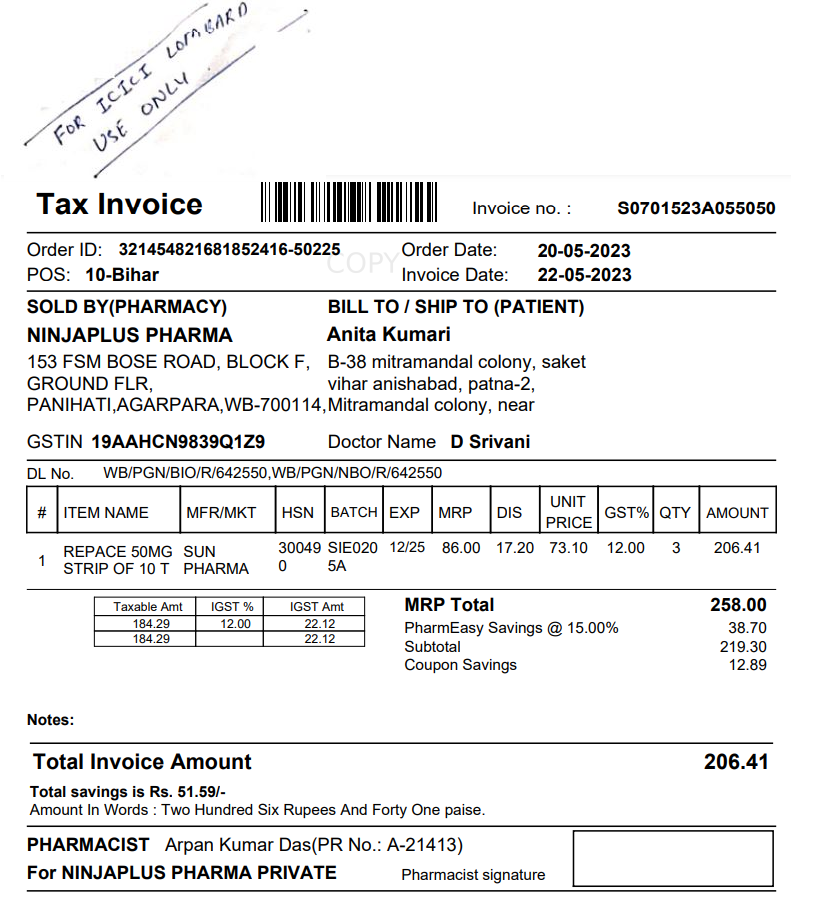 FOR ICICI LOMBARD
USE ONLY
Tax Invoice
Invoice no. : S0701523A055050
Order ID: 321454821681852416-50225 Order Date: 20-05-2023
COPY
POS: 10-Bihar Invoice Date: 22-05-2023
SOLD BY(PHARMACY) BILL TO / SHIP TO (PATIENT)
NINJAPLUS PHARMA Anita Kumari
153 FSM BOSE ROAD, BLOCK F, B-38 mitramandal colony, saket
GROUND FLR, vihar anishabad, patna-2,
PANIHATI,AGARPARA,WB-700114, Mitramandal colony, near
GSTIN 19AAHCN9839Q1Z9 Doctor Name D Srivani
DL No. WB/PGN/BIO/R/642550,WB/PGN/NBO/R/642550
# ITEM NAME MFR/MKT HSN BATCH EXP MRP DIS UNIT PRICE GST% QTY AMOUNT
1 REPACE 50MG SUN 30049 SIE020 12/25 86.00 17.20 73.10 12.00 3 206.41
STRIP OF 10 T PHARMA 0 5A
Taxable Amt IGST % IGST Amt
184.29 12.00 22.12
184.29 22.12
MRP Total 258.00
PharmEasy Savings @ 15.00% 38.70
Subtotal 219.30
Coupon Savings 12.89
Notes:
Total Invoice Amount 206.41
Total savings is Rs. 51.59/-
Amount In Words : Two Hundred Six Rupees And Forty One paise.
PHARMACIST Arpan Kumar Das(PR No.: A-21413)
For NINJAPLUS PHARMA PRIVATE Pharmacist signature